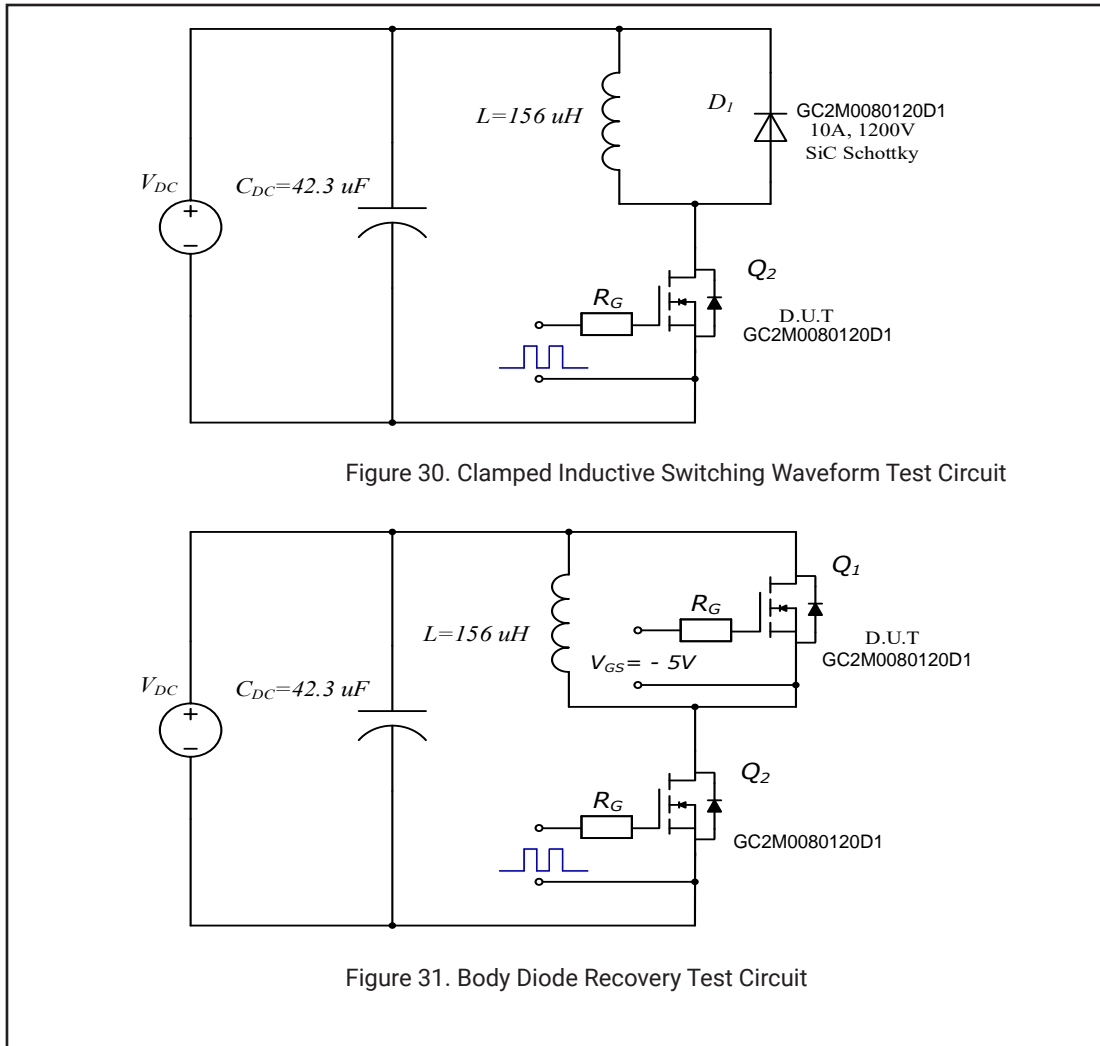 D1
GC2M0080120D1
10A, 1200V
SiC Schottky
L=156 uH
VDC
CDC=42.3 uF
+
−
Q2
RG
D.U.T
GC2M0080120D1
Figure 30. Clamped Inductive Switching Waveform Test Circuit
Q1
RG
L=156 uH
D.U.T
GC2M0080120D1
VGS= - 5V
VDC
CDC=42.3 uF
+
−
Q2
RG
GC2M0080120D1
Figure 31. Body Diode Recovery Test Circuit